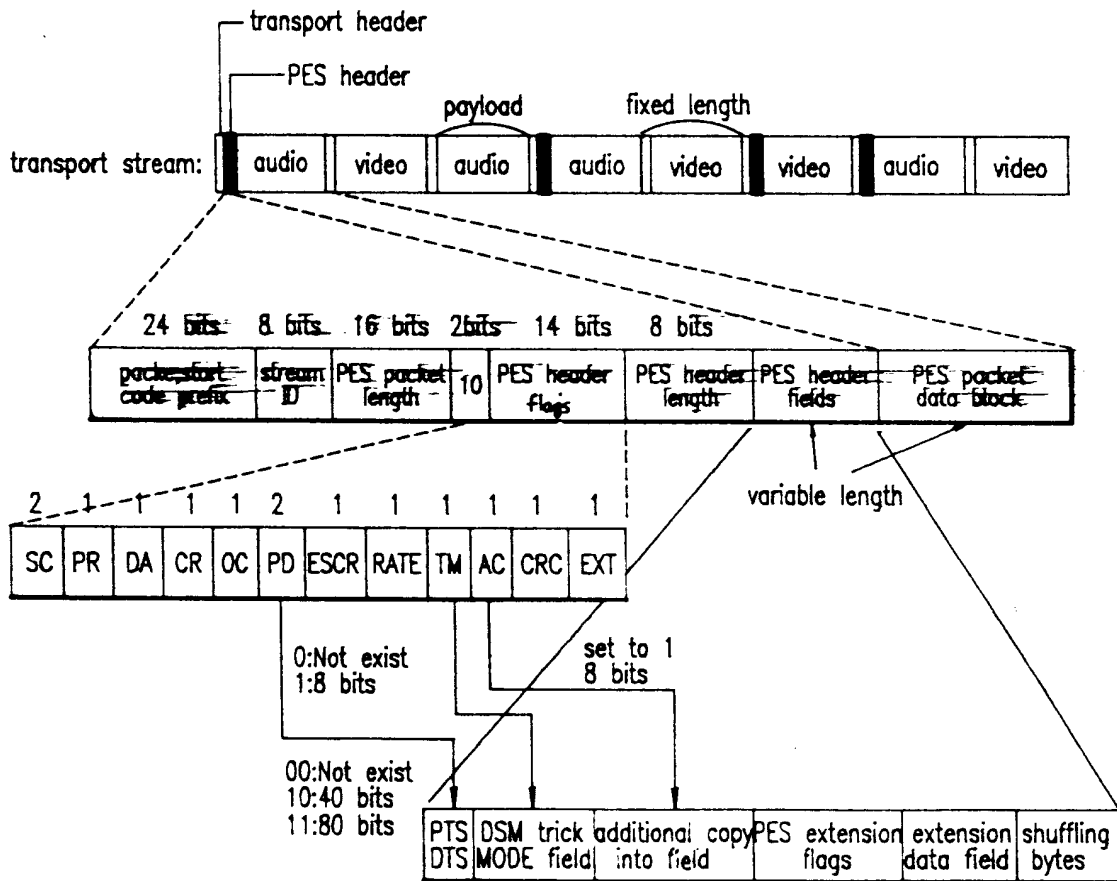 transport header
PES header
payload
fixed length
transport stream: audio video audio audio video video audio video
24 bits 8 bits 16 bits 2bits 14 bits 8 bits
packe,start code prefix
stream ID
PES packet length
10
PES header flags
PES header length
PES header fields
PES packet data block
variable length
2 1 1 1 1 2 1 1 1 1 1 1
SC PR DA CR OC PD ESCR RATE TM AC CRC EXT
0:Not exist
1:8 bits
set to 1
8 bits
00:Not exist
10:40 bits
11:80 bits
PTS DTS
DSM trick MODE field
additional copy into field
PES extension flags
extension data field
shuffling bytes